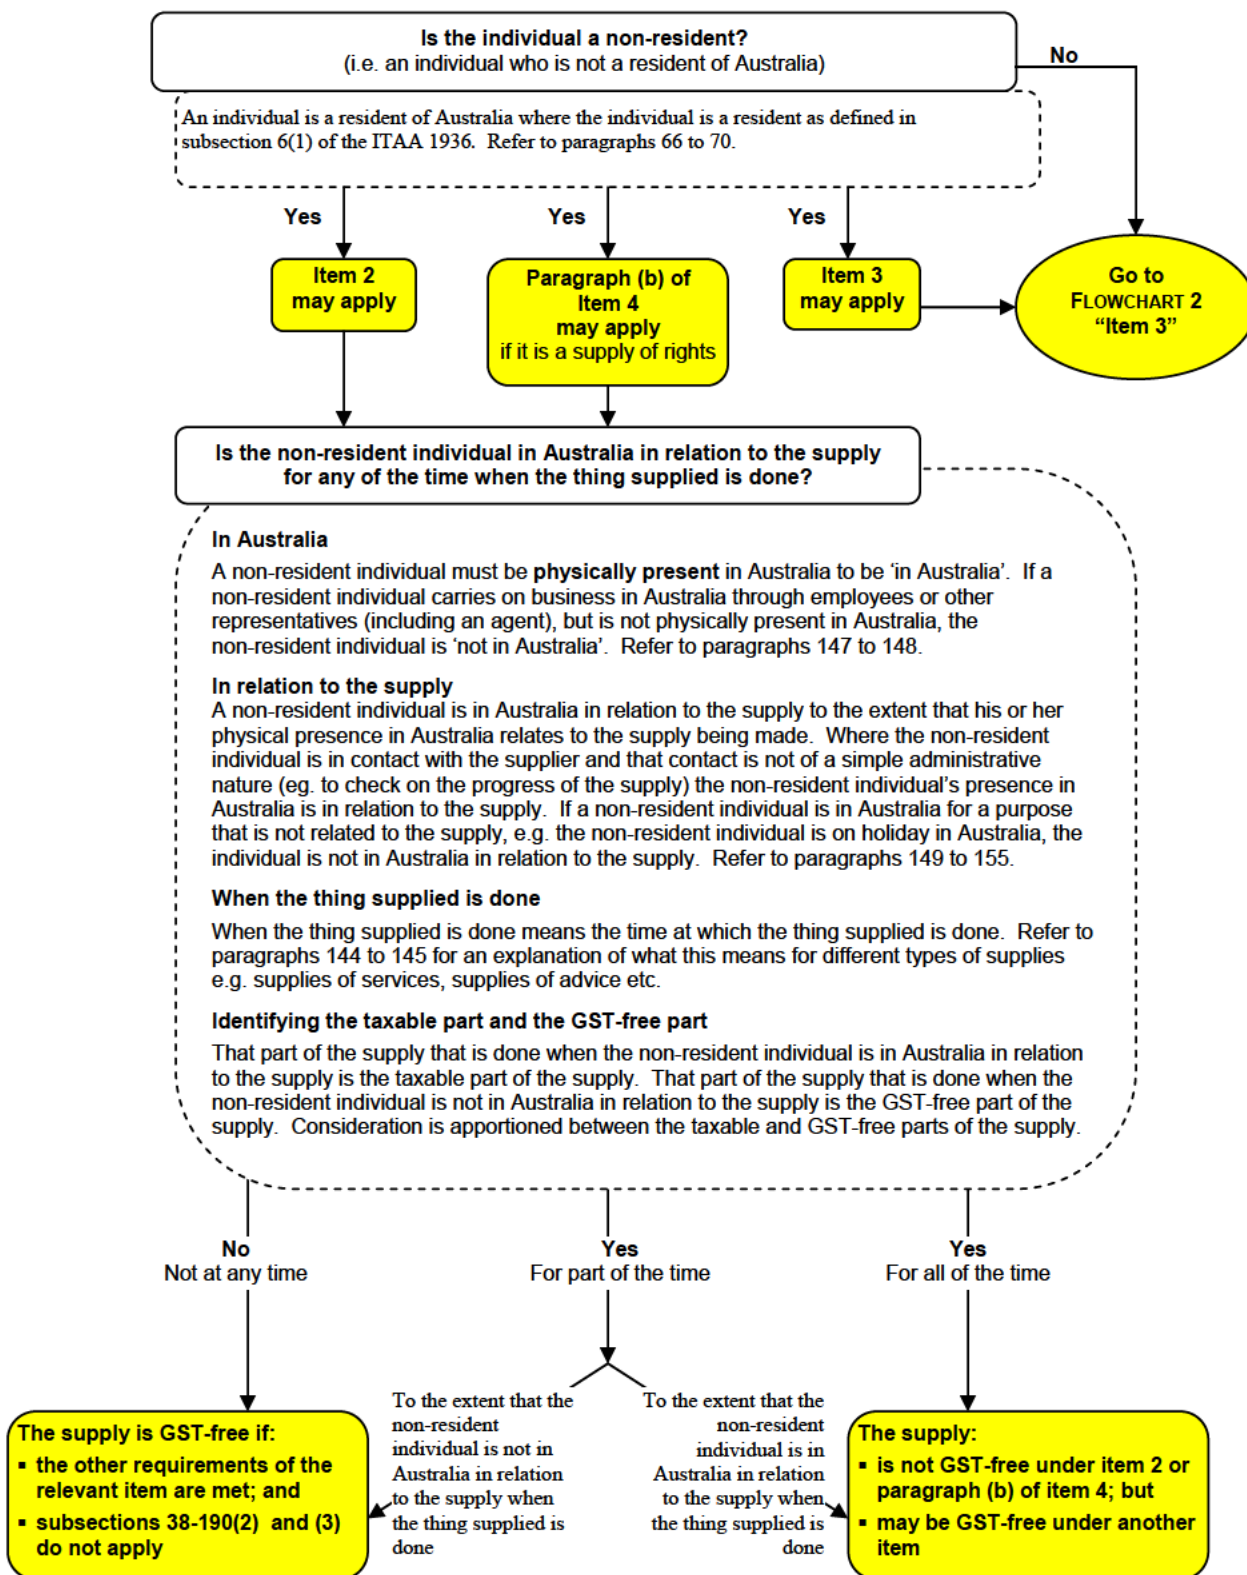 Is the individual a non-resident?
(i.e. an individual who is not a resident of Australia)
No
An individual is a resident of Australia where the individual is a resident as defined in
subsection 6(1) of the ITAA 1936.  Refer to paragraphs 66 to 70.
Yes
Yes
Yes
Item 2
may apply
Paragraph (b) of
Item 4
may apply
if it is a supply of rights
Item 3
may apply
Go to
FLOWCHART 2
“Item 3”
Is the non-resident individual in Australia in relation to the supply
for any of the time when the thing supplied is done?
In Australia
A non-resident individual must be physically present in Australia to be ‘in Australia’.  If a
non-resident individual carries on business in Australia through employees or other
representatives (including an agent), but is not physically present in Australia, the
non-resident individual is ‘not in Australia’.  Refer to paragraphs 147 to 148.
In relation to the supply
A non-resident individual is in Australia in relation to the supply to the extent that his or her
physical presence in Australia relates to the supply being made.  Where the non-resident
individual is in contact with the supplier and that contact is not of a simple administrative
nature (eg. to check on the progress of the supply) the non-resident individual’s presence in
Australia is in relation to the supply.  If a non-resident individual is in Australia for a purpose
that is not related to the supply, e.g. the non-resident individual is on holiday in Australia, the
individual is not in Australia in relation to the supply.  Refer to paragraphs 149 to 155.
When the thing supplied is done
When the thing supplied is done means the time at which the thing supplied is done.  Refer to
paragraphs 144 to 145 for an explanation of what this means for different types of supplies
e.g. supplies of services, supplies of advice etc.
Identifying the taxable part and the GST-free part
That part of the supply that is done when the non-resident individual is in Australia in relation
to the supply is the taxable part of the supply.  That part of the supply that is done when the
non-resident individual is not in Australia in relation to the supply is the GST-free part of the
supply.  Consideration is apportioned between the taxable and GST-free parts of the supply.
No
Not at any time
Yes
For part of the time
Yes
For all of the time
The supply is GST-free if:
▪ the other requirements of the
relevant item are met; and
▪ subsections 38-190(2)  and (3)
do not apply
To the extent that the
non-resident
individual is not in
Australia in relation
to the supply when
the thing supplied is
done
To the extent that the
non-resident
individual is in
Australia in relation
to the supply when
the thing supplied is
done
The supply:
▪ is not GST-free under item 2 or
paragraph (b) of item 4; but
▪ may be GST-free under another
item